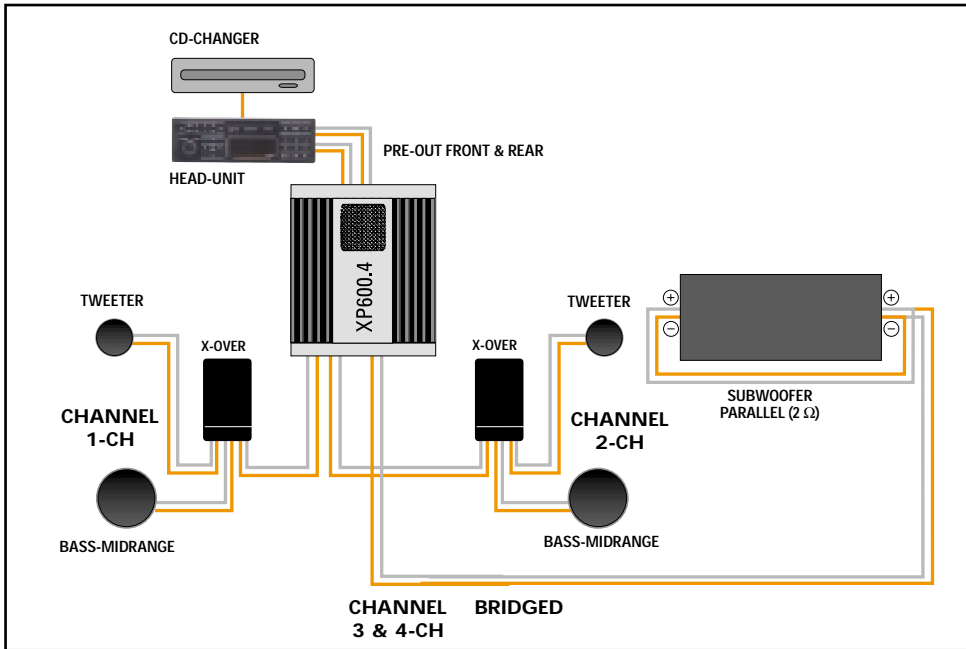 CD-CHANGER
PRE-OUT FRONT & REAR
HEAD-UNIT
XP600.4
TWEETER
X-OVER
CHANNEL
1-CH
BASS-MIDRANGE
TWEETER
X-OVER
CHANNEL
2-CH
BASS-MIDRANGE
+
−
+
−
SUBWOOFER
PARALLEL (2 Ω)
CHANNEL BRIDGED
3 & 4-CH